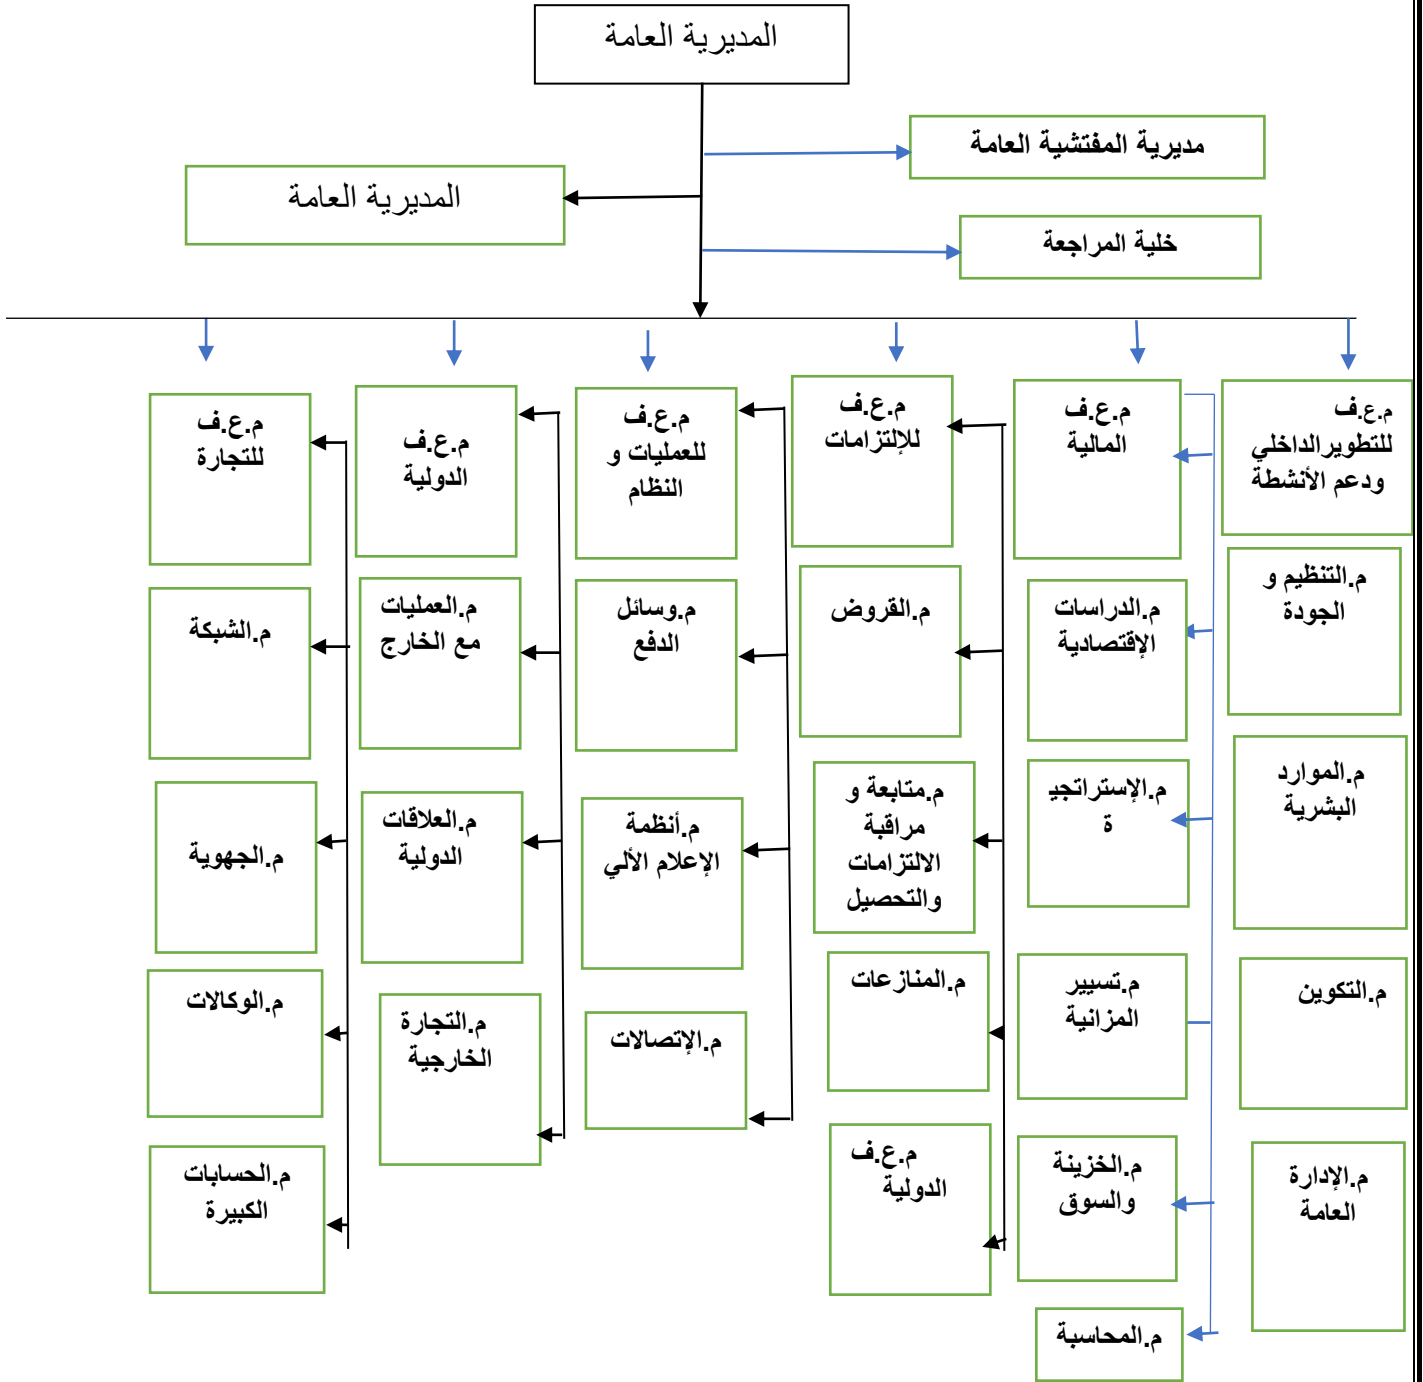 المديرية العامة
مديرية المفتشية العامة
المديرية العامة
خلية المراجعة
م.ع.ف
للتطويرالداخلي
ودعم الأنشطة
م.التنظيم و
الجودة
م.الموارد
البشرية
م.التكوين
م.الإدارة
العامة
م.ع.ف
المالية
م.الدراسات
الإقتصادية
م.الإستراتجي
ة
م.تسيير
المزانية
م.الخزينة
والسوق
م.المحاسبة
م.ع.ف
للإلتزامات
م.القروض
م.متابعة و
مراقبة
الالتزامات
والتحصيل
م.المنازعات
م.ع.ف
الدولية
م.ع.ف
للعمليات و
النظام
م.وسائل
الدفع
م.أنظمة
الإعلام الألي
م.الإتصالات
م.ع.ف
الدولية
م.العمليات
مع الخارج
م.العلاقات
الدولية
م.التجارة
الخارجية
م.ع.ف
للتجارة
م.الشبكة
م.الجهوية
م.الوكالات
م.الحسابات
الكبيرة